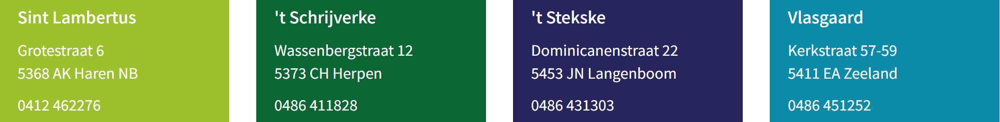 Sint Lambertus
Grotestraat 6
5368 AK Haren NB
0412 462276
't Schrijverke
Wassenbergstraat 12
5373 CH Herpen
0486 411828
't Stekske
Dominicanenstraat 22
5453 JN Langenboom
0486 431303
Vlasgaard
Kerkstraat 57-59
5411 EA Zeeland
0486 451252